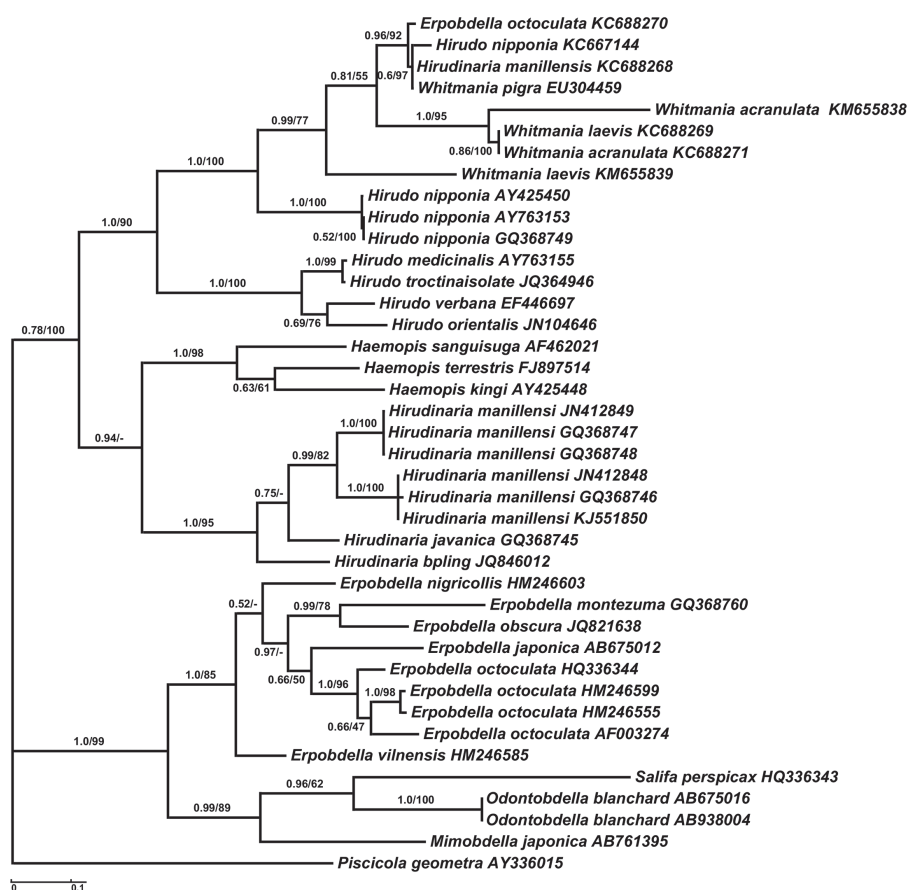 Erpobdella octoculata KC688270
0.96/92
Hirudo nipponia KC667144
Hirudinaria manillensis KC688268
0.81/55
0.6/97
Whitmania pigra EU304459
Whitmania acranulata KM655838
1.0/95
0.99/77
Whitmania laevis KC688269
0.86/100
Whitmania acranulata KC688271
1.0/100
Whitmania laevis KM655839
Hirudo nipponia AY425450
1.0/100
Hirudo nipponia AY763153
1.0/90
0.52/100
Hirudo nipponia GQ368749
1.0/99
Hirudo medicinalis AY763155
1.0/100
Hirudo troctinaisolate JQ364946
Hirudo verbana EF446697
0.69/76
Hirudo orientalis JN104646
0.78/100
Haemopis sanguisuga AF462021
1.0/98
Haemopis terrestris FJ897514
0.63/61
Haemopis kingi AY425448
Hirudinaria manillensi JN412849
1.0/100
Hirudinaria manillensi GQ368747
0.94/-
Hirudinaria manillensi GQ368748
0.99/82
Hirudinaria manillensi JN412848
1.0/100
0.75/-
Hirudinaria manillensi GQ368746
Hirudinaria manillensi KJ551850
1.0/95
Hirudinaria javanica GQ368745
Hirudinaria bpling JQ846012
Erpobdella nigricollis HM246603
0.52/-
0.99/78
Erpobdella montezuma GQ368760
Erpobdella obscura JQ821638
0.97/-
Erpobdella japonica AB675012
0.66/50
Erpobdella octoculata HQ336344
1.0/85
1.0/96
1.0/98
Erpobdella octoculata HM246599
Erpobdella octoculata HM246555
0.66/47
Erpobdella octoculata AF003274
1.0/99
Erpobdella vilnensis HM246585
Salifa perspicax HQ336343
0.96/62
Odontobdella blanchard AB675016
1.0/100
0.99/89
Odontobdella blanchard AB938004
Mimobdella japonica AB761395
Piscicola geometra AY336015
0 0.1